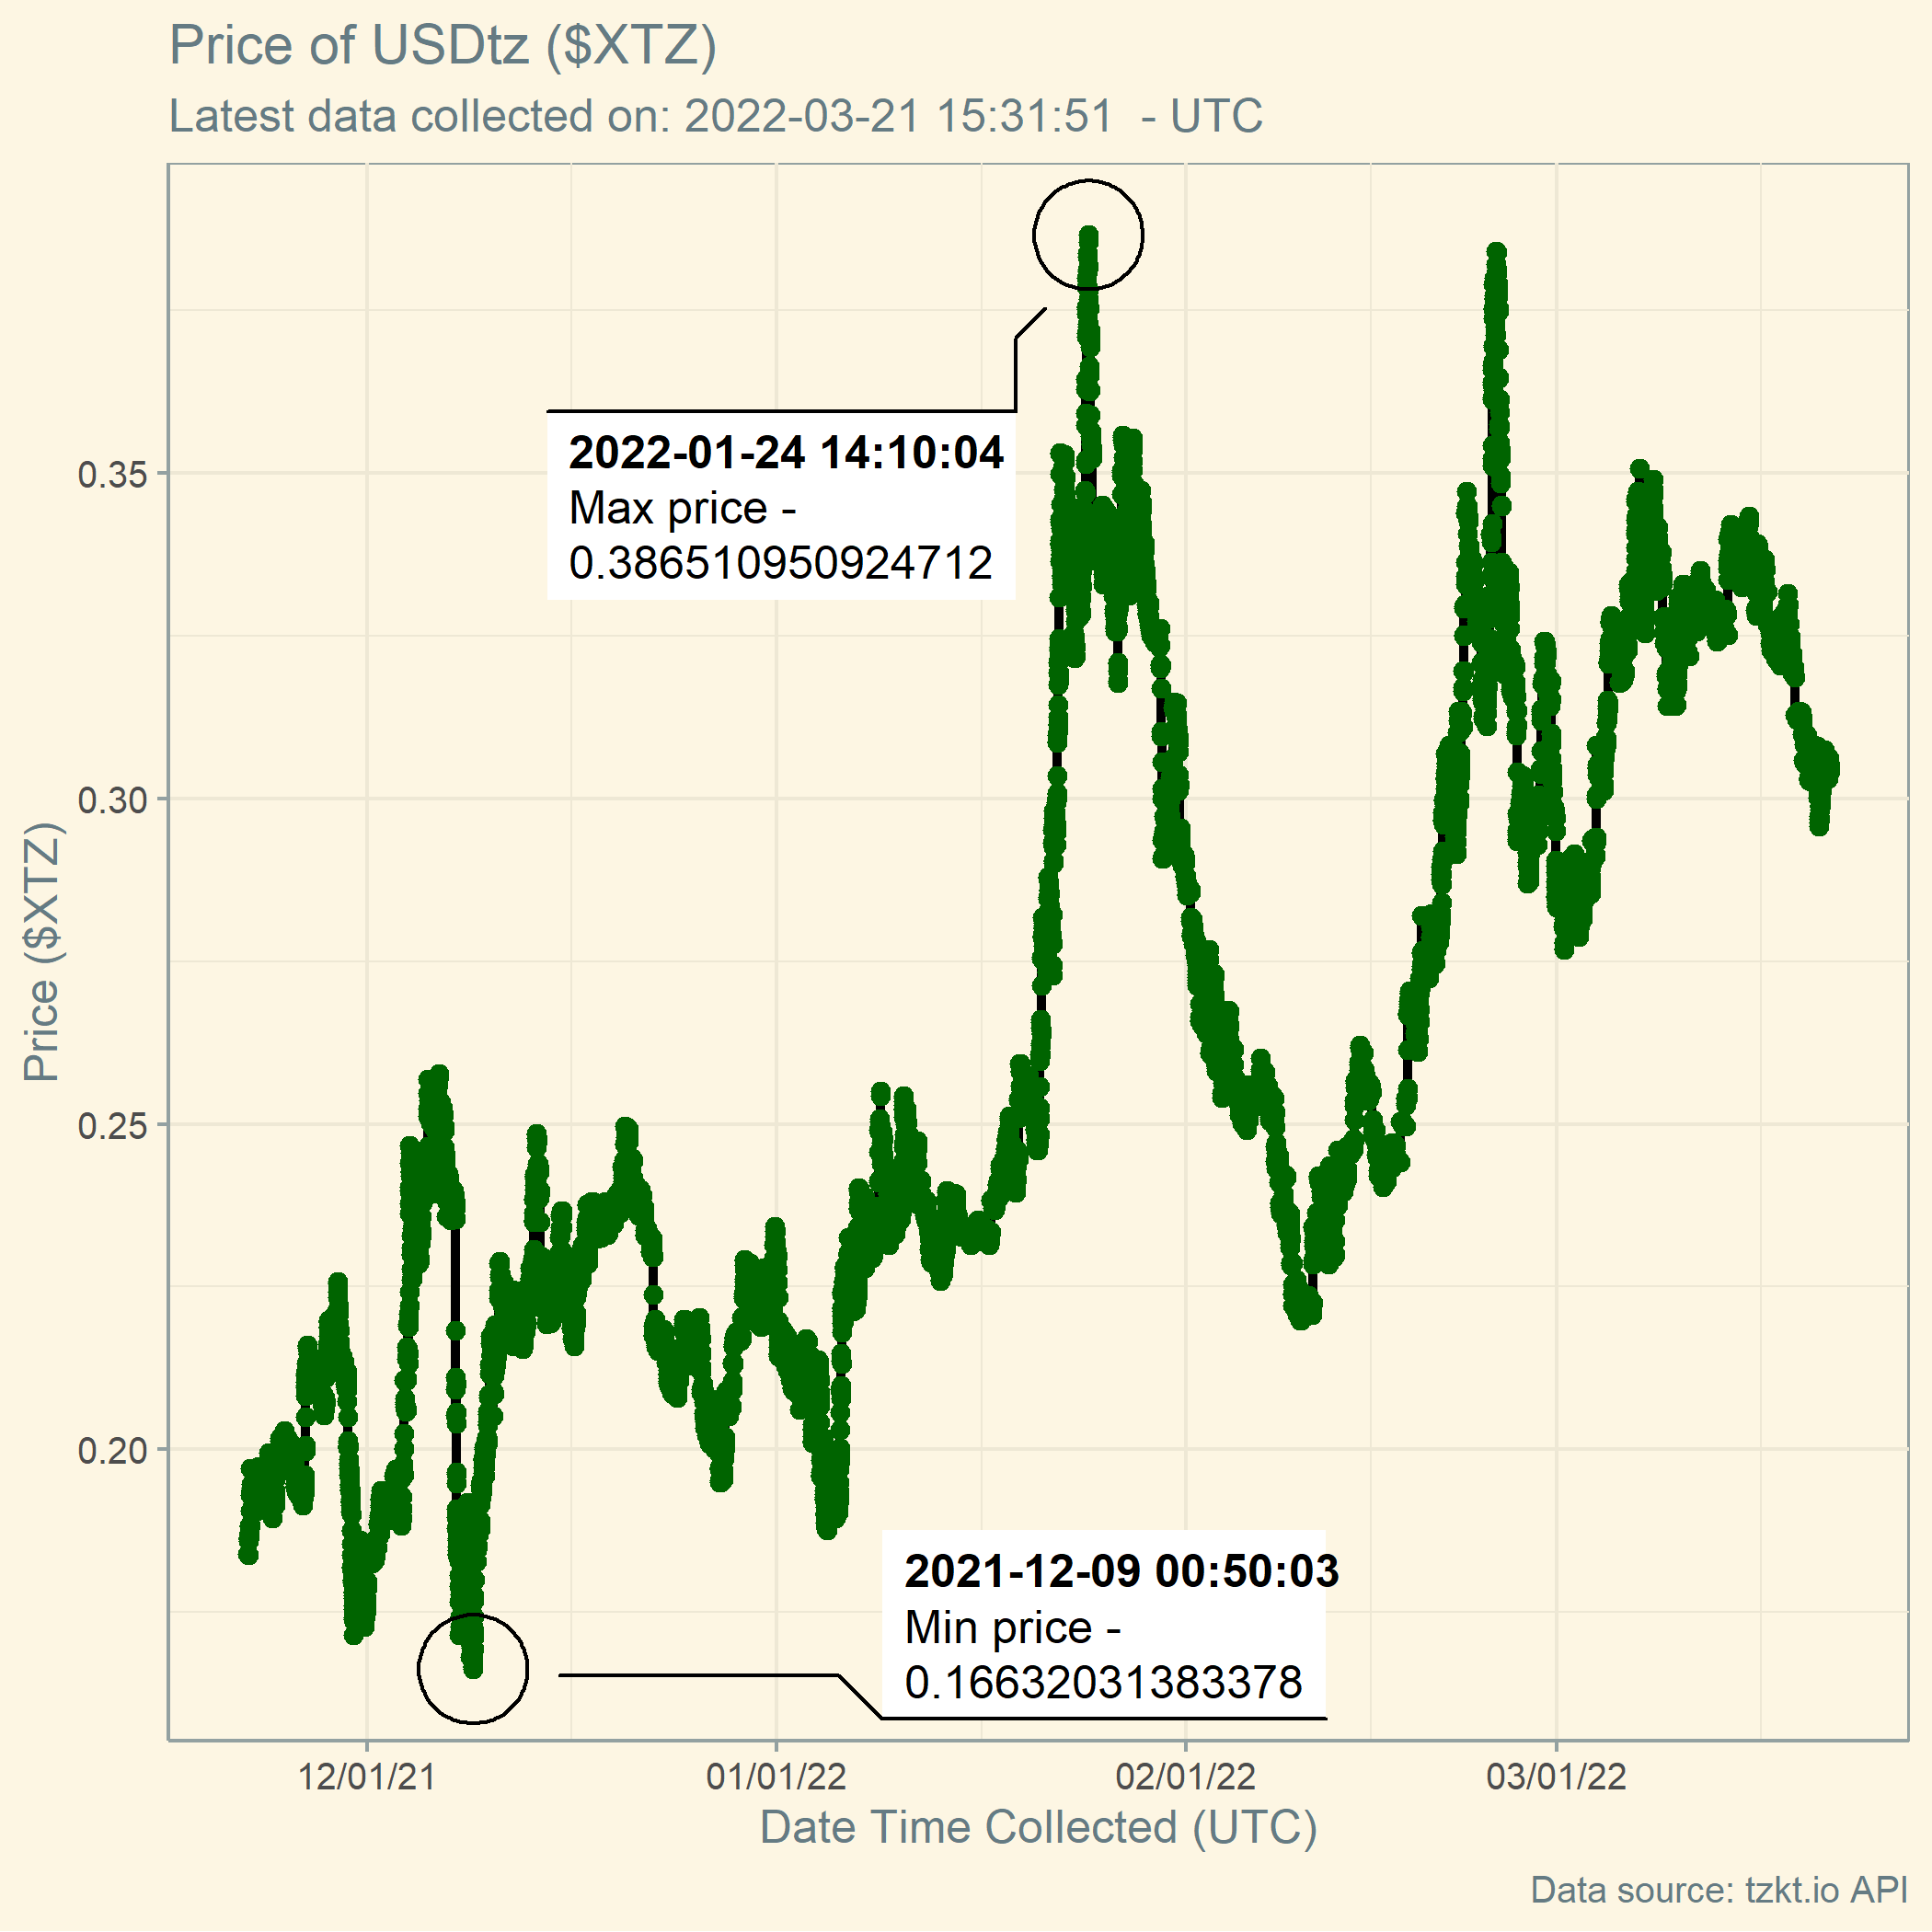 Price of USDtz ($XTZ)
Latest data collected on: 2022-03-21 15:31:51  - UTC
Price ($XTZ)
0.35
0.30
0.25
0.20
2022-01-24 14:10:04
Max price -
0.386510950924712
2021-12-09 00:50:03
Min price -
0.16632031383378
12/01/21
01/01/22
02/01/22
03/01/22
Date Time Collected (UTC)
Data source: tzkt.io API